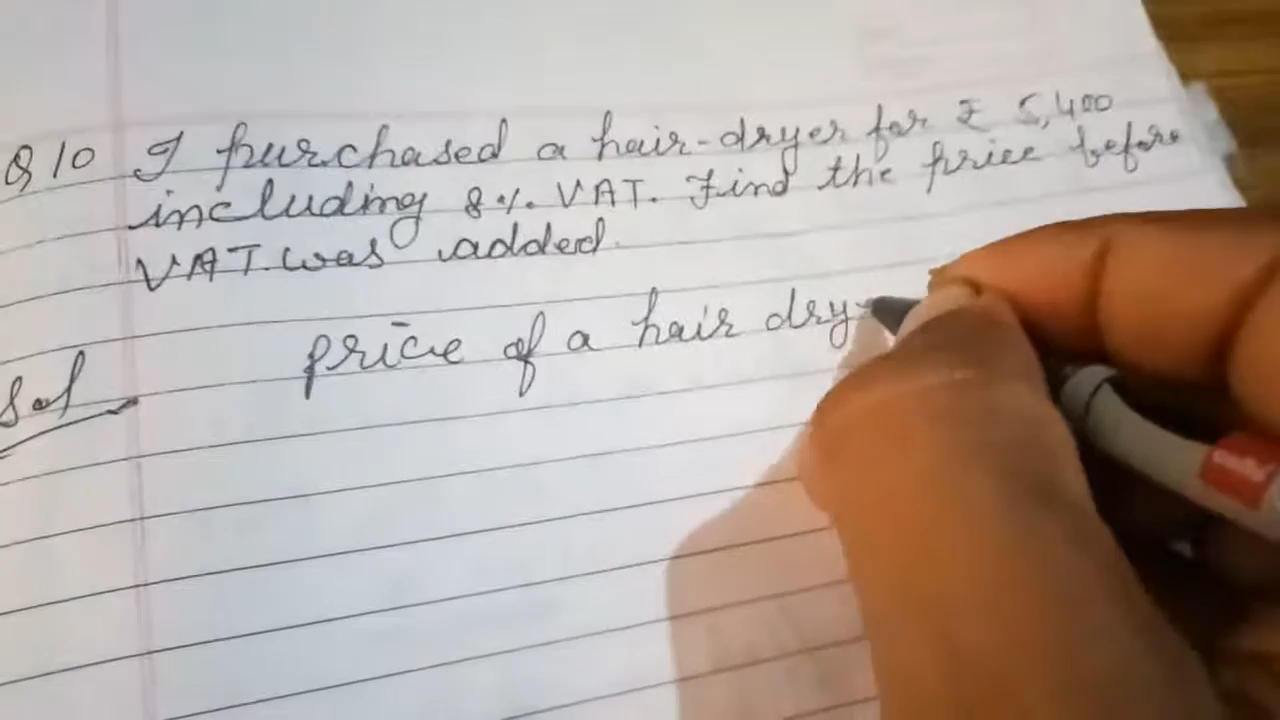 Q 10 I purchased a hair-dryer for ₹ 5,400
including 8%. VAT. Find the price before
VAT was added.
Sol price of a hair dry